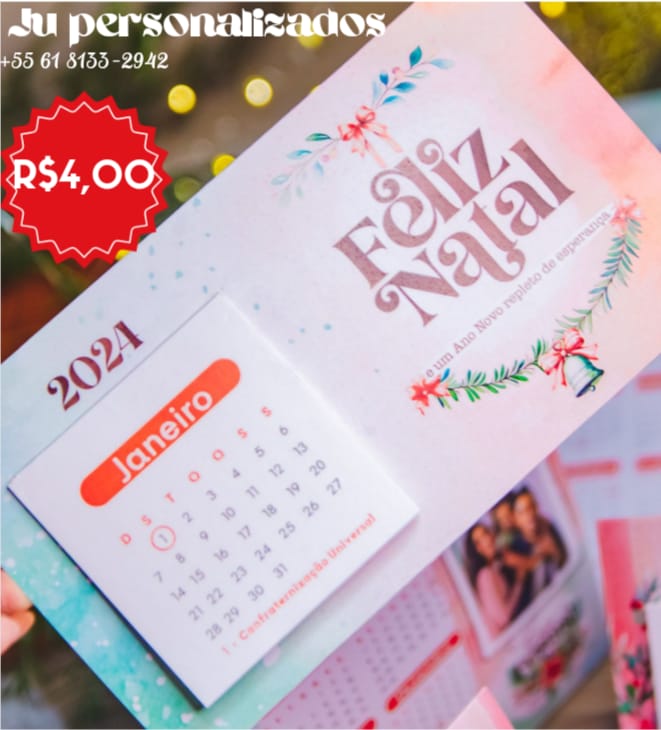 Ju personalizados
+55 61 8133-2942
R$4,00
Feliz
Natal
e um Ano Novo repleto de esperança
2024
Janeiro
D S T Q Q S S
1 2 3 4 5 6
7 8 9 10 11 12 13
14 15 16 17 18 19 20
21 22 23 24 25 26 27
28 29 30 31
1 - Confraternização Universal